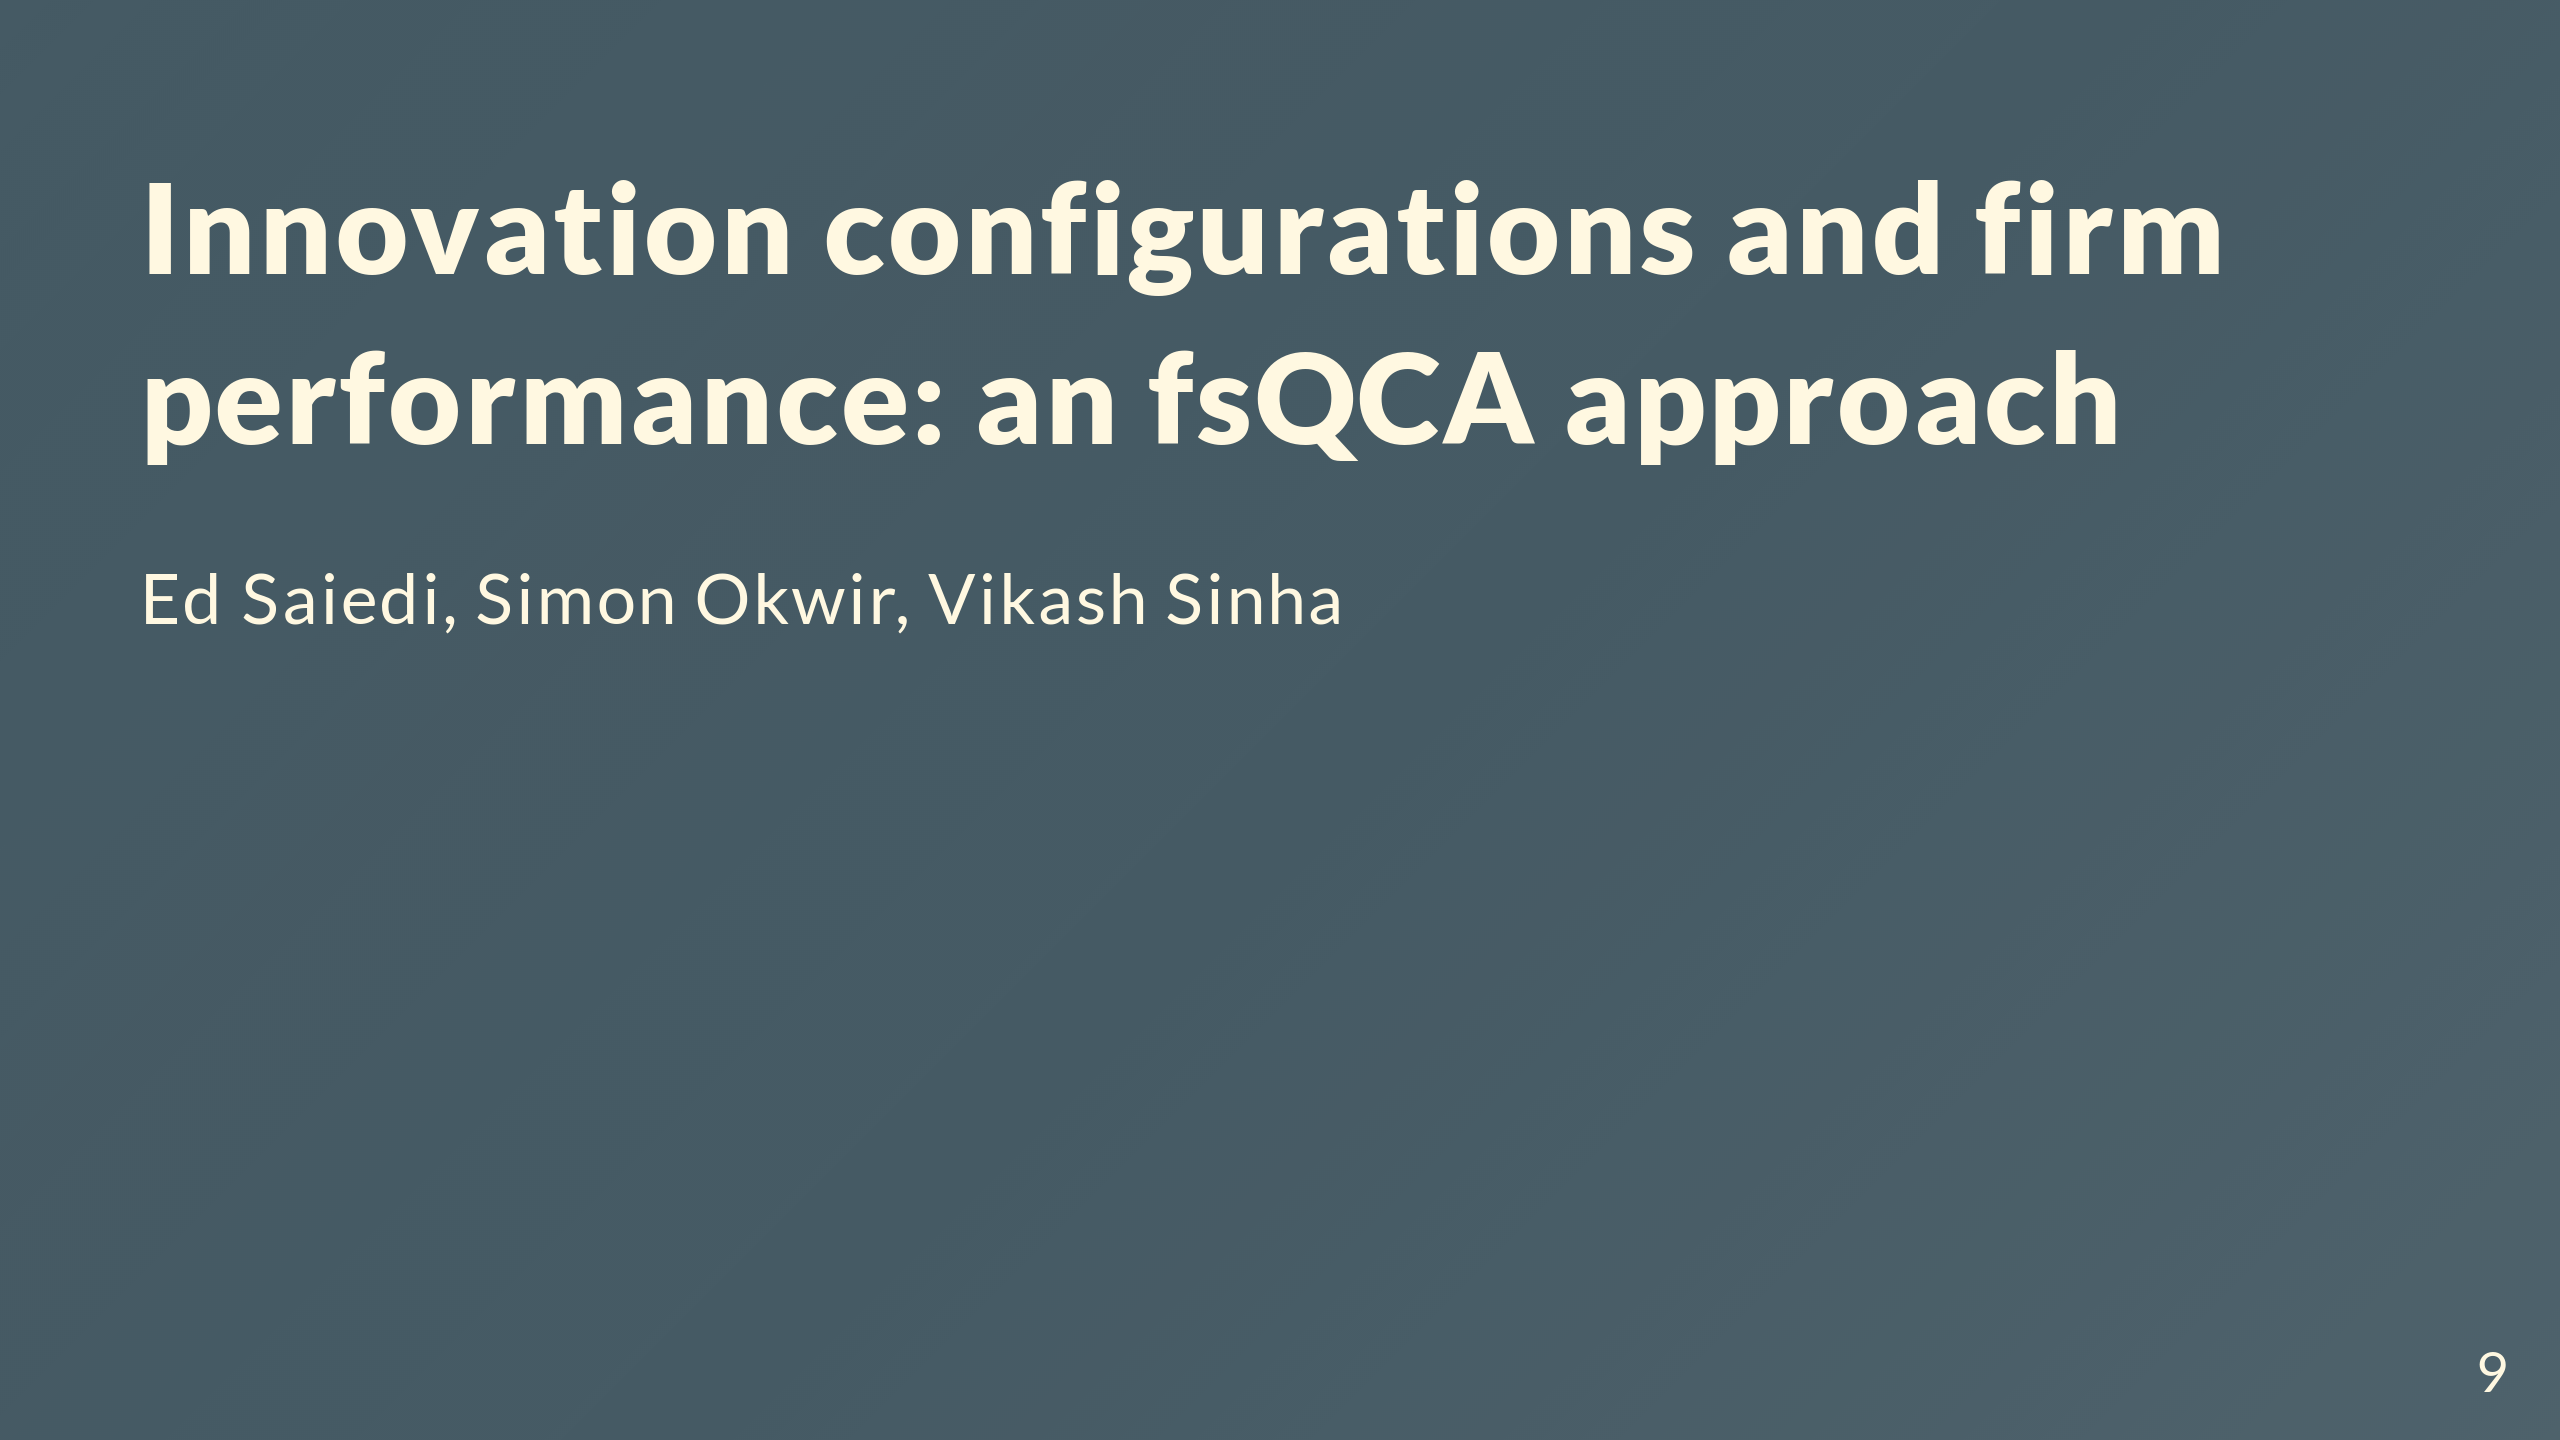 Innovation configurations and firm
performance: an fsQCA approach
Ed Saiedi, Simon Okwir, Vikash Sinha
9